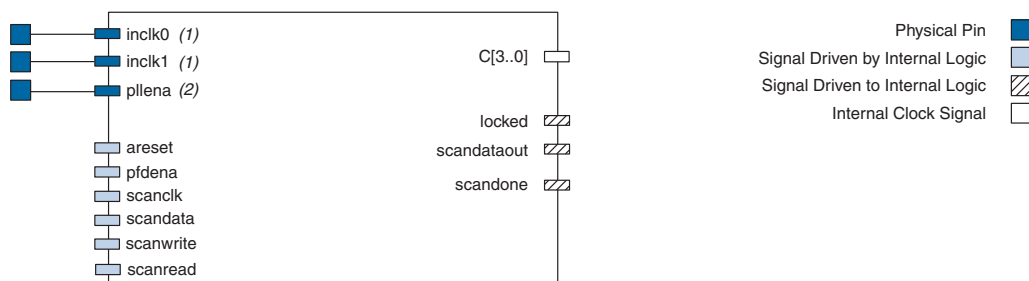 inclk0 (1)
inclk1 (1)
pllena (2)
areset
pfdena
scanclk
scandata
scanwrite
scanread
C[3..0]
locked
scandataout
scandone
Physical Pin
Signal Driven by Internal Logic
Signal Driven to Internal Logic
Internal Clock Signal